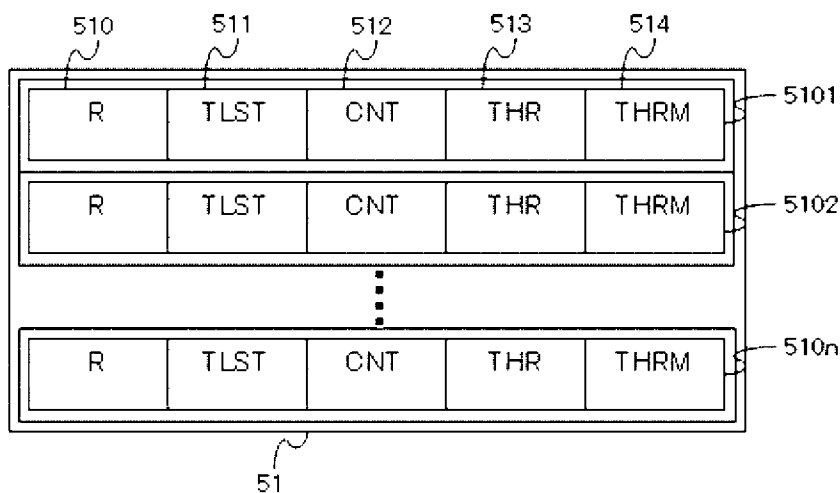 510 511 512 513 514
R TLST CNT THR THRM 5101
R TLST CNT THR THRM 5102
R TLST CNT THR THRM 510n
51